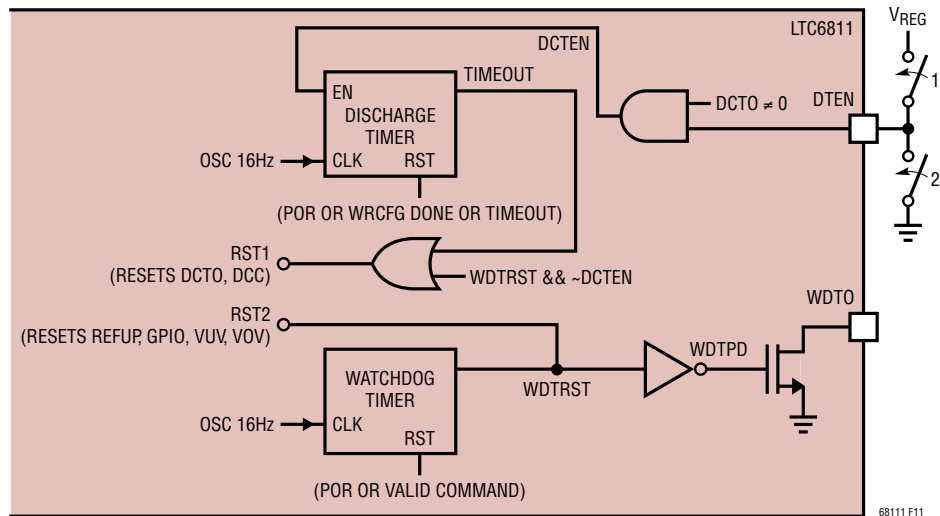 LTC6811
VREG
DCTEN
TIMEOUT
1
EN
DISCHARGE
TIMER
DCTO ≠ 0
DTEN
OSC 16Hz
CLK
RST
2
(POR OR WRCFG DONE OR TIMEOUT)
RST1
(RESETS DCTO, DCC)
WDTRST && ~DCTEN
RST2
(RESETS REFUP, GPIO, VUV, VOV)
WDTO
WATCHDOG
TIMER
WDTRST
WDTPD
OSC 16Hz
CLK
RST
(POR OR VALID COMMAND)
68111 F11